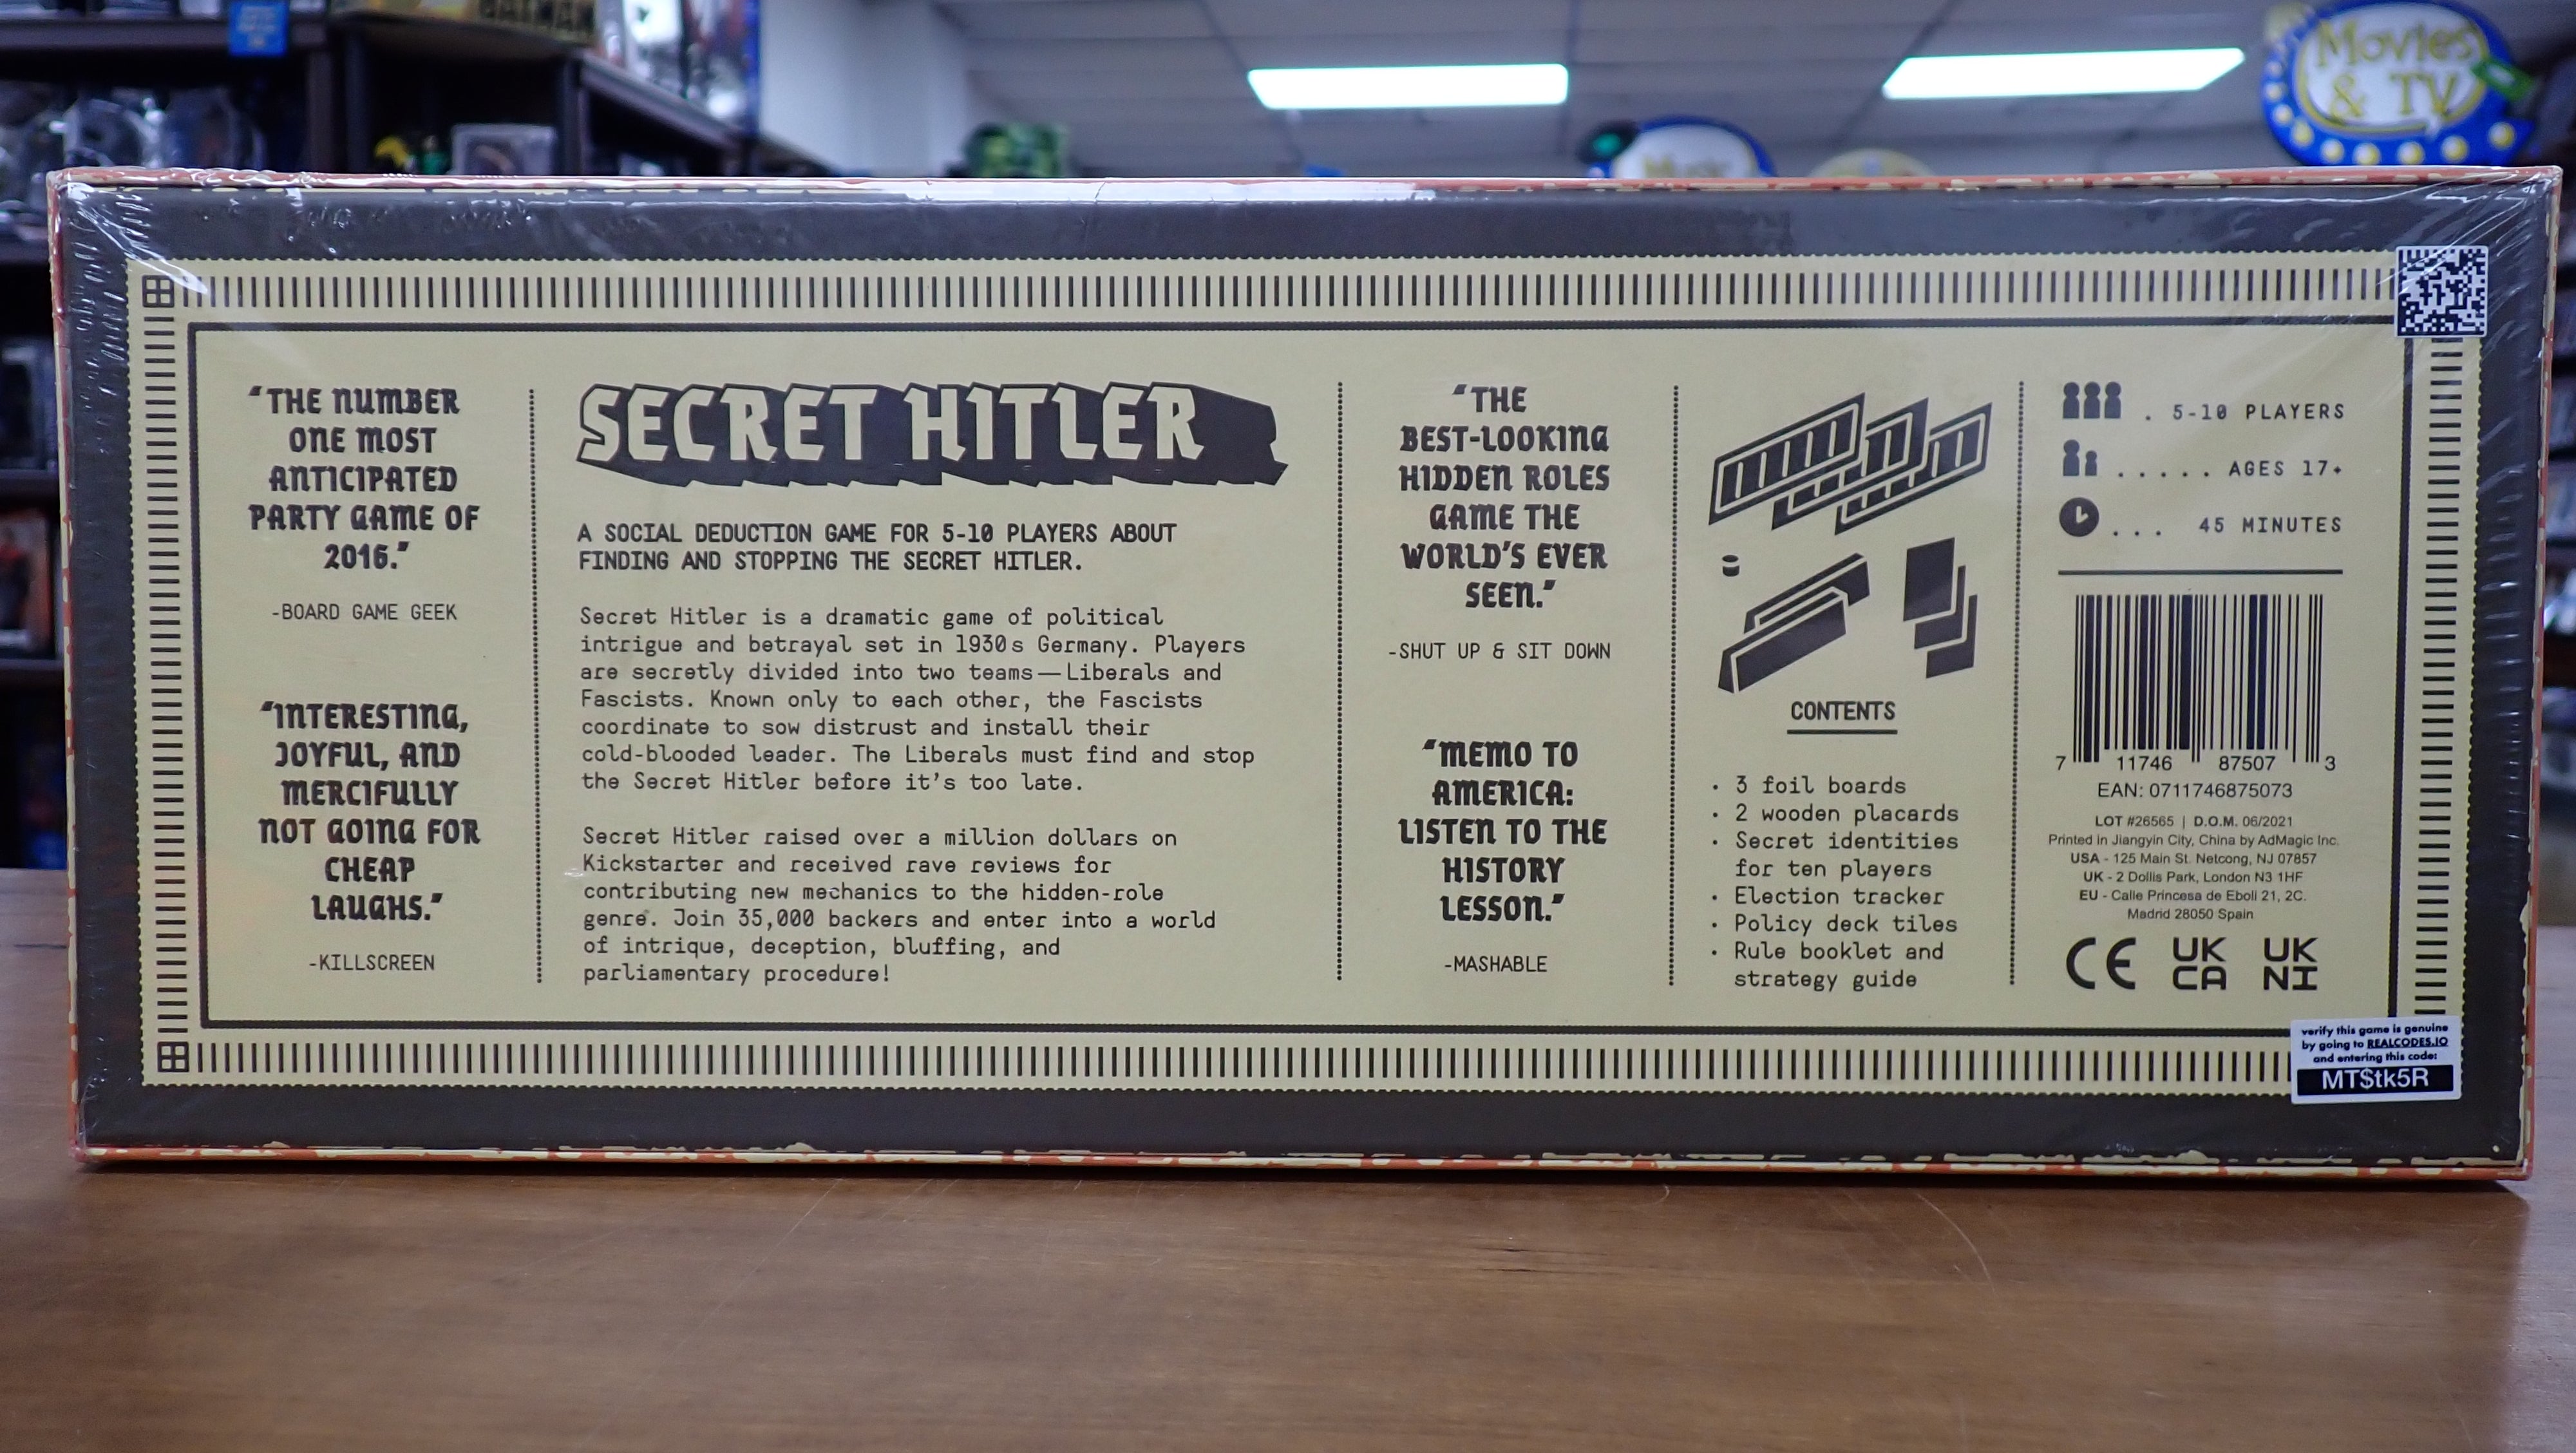 BATMAN
Movies
& TV
Music
"THE NUMBER
ONE MOST
ANTICIPATED
PARTY GAME OF
2016."
-BOARD GAME GEEK
"INTERESTING,
JOYFUL, AND
MERCIFULLY
NOT GOING FOR
CHEAP
LAUGHS."
-KILLSCREEN
SECRET HITLER
A SOCIAL DEDUCTION GAME FOR 5-10 PLAYERS ABOUT
FINDING AND STOPPING THE SECRET HITLER.
Secret Hitler is a dramatic game of political
intrigue and betrayal set in 1930s Germany. Players
are secretly divided into two teams—Liberals and
Fascists. Known only to each other, the Fascists
coordinate to sow distrust and install their
cold-blooded leader. The Liberals must find and stop
the Secret Hitler before it's too late.
Secret Hitler raised over a million dollars on
Kickstarter and received rave reviews for
contributing new mechanics to the hidden-role
genre. Join 35,000 backers and enter into a world
of intrique, deception, bluffing, and
parliamentary procedure!
"THE
BEST-LOOKING
HIDDEN ROLES
GAME THE
WORLD'S EVER
SEEN."
-SHUT UP & SIT DOWN
"MEMO TO
AMERICA:
LISTEN TO THE
HISTORY
LESSON."
-MASHABLE
CONTENTS
· 3 foil boards
· 2 wooden placards
· Secret identities
for ten players
· Election tracker
· Policy deck tiles
· Rule booklet and
strategy guide
. 5-10 PLAYERS
..... AGES 17+
... 45 MINUTES
7 11746 87507 3
EAN: 0711746875073
LOT #26565 | D.O.M. 06/2021
Printed in Jiangyin City, China by AdMagic Inc.
USA - 125 Main St. Netcong, NJ 07857
UK - 2 Dollis Park, London N3 1HF
EU - Calle Princesa de Eboli 21, 2C.
Madrid 28050 Spain
CE UK CA UK NI
verify this game is genuine
by going to REALCODES.IO
and entering this code:
MT$tk5R